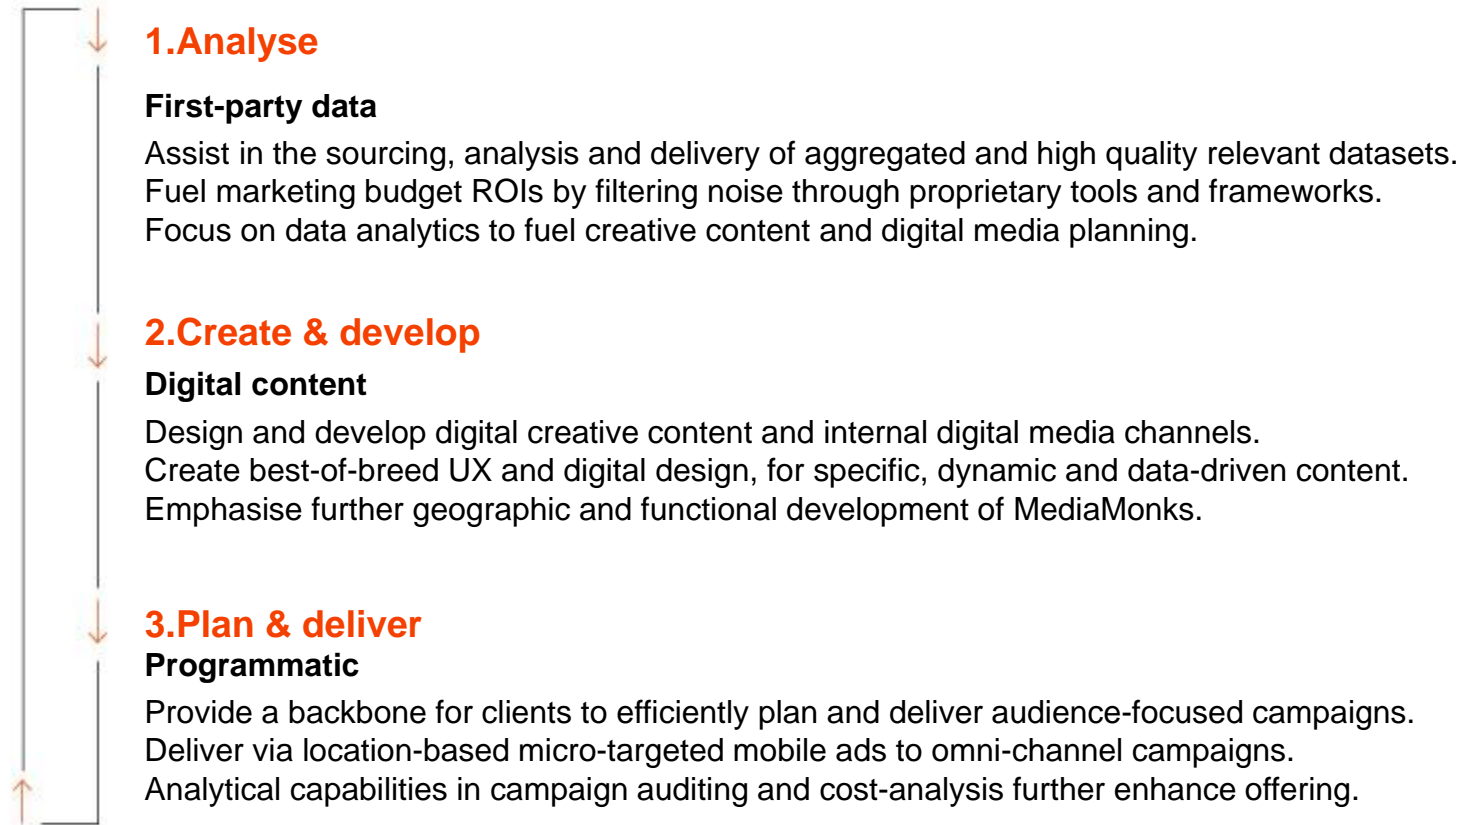 1.Analyse
First-party data
Assist in the sourcing, analysis and delivery of aggregated and high quality relevant datasets.
Fuel marketing budget ROIs by filtering noise through proprietary tools and frameworks.
Focus on data analytics to fuel creative content and digital media planning.
2.Create & develop
Digital content
Design and develop digital creative content and internal digital media channels.
Create best-of-breed UX and digital design, for specific, dynamic and data-driven content.
Emphasise further geographic and functional development of MediaMonks.
3.Plan & deliver
Programmatic
Provide a backbone for clients to efficiently plan and deliver audience-focused campaigns.
Deliver via location-based micro-targeted mobile ads to omni-channel campaigns.
Analytical capabilities in campaign auditing and cost-analysis further enhance offering.